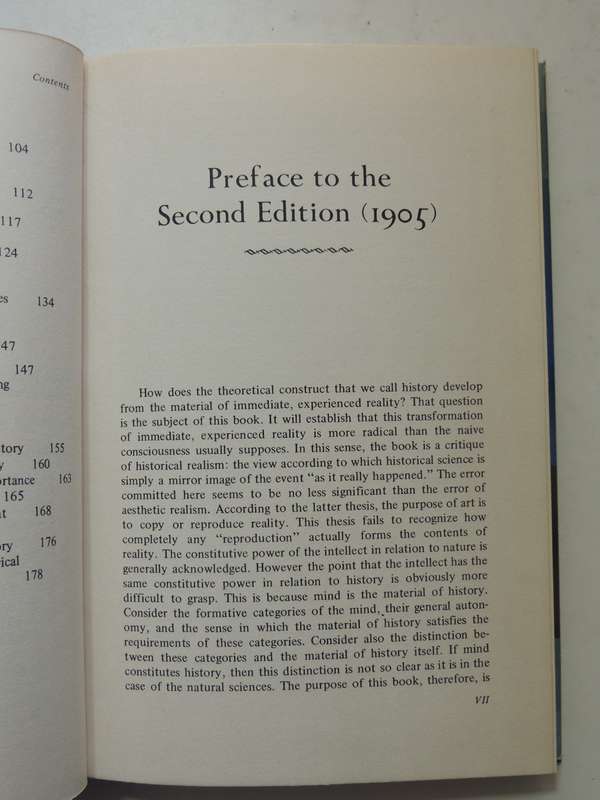 Contents
104
112
117
124
es 134
147
147
ng
tory 155
y 160
ortance 163
165
t 168
ry 176
ical
178
Preface to the
Second Edition (1905)
How does the theoretical construct that we call history develop
from the material of immediate, experienced reality? That question
is the subject of this book. It will establish that this transformation
of immediate, experienced reality is more radical than the naive
consciousness usually supposes. In this sense, the book is a critique
of historical realism: the view according to which historical science is
simply a mirror image of the event “as it really happened.” The error
committed here seems to be no less significant than the error of
aesthetic realism. According to the latter thesis, the purpose of art is
to copy or reproduce reality. This thesis fails to recognize how
completely any “reproduction” actually forms the contents of
reality. The constitutive power of the intellect in relation to nature is
generally acknowledged. However the point that the intellect has the
same constitutive power in relation to history is obviously more
difficult to grasp. This is because mind is the material of history.
Consider the formative categories of the mind, their general auton-
omy, and the sense in which the material of history satisfies the
requirements of these categories. Consider also the distinction be-
tween these categories and the material of history itself. If mind
constitutes history, then this distinction is not so clear as it is in the
case of the natural sciences. The purpose of this book, therefore, is
VII